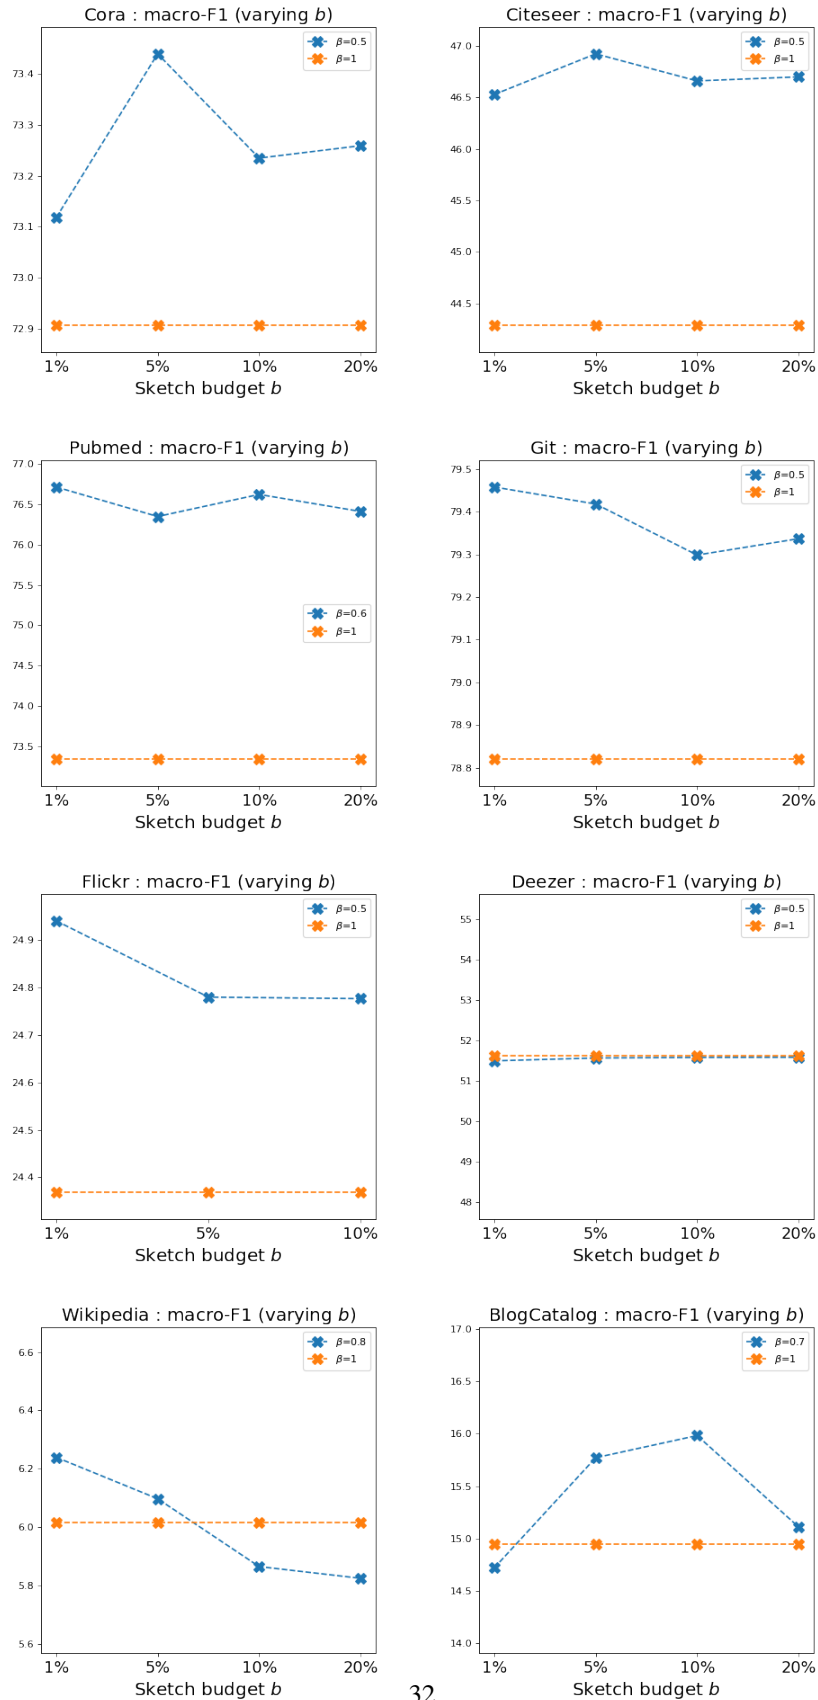 Cora : macro-F1 (varying b)
73.4
73.3
73.2
73.1
73.0
72.9
β=0.5
β=1
1% 5% 10% 20%
Sketch budget b
Citeseer : macro-F1 (varying b)
47.0
46.5
46.0
45.5
45.0
44.5
β=0.5
β=1
1% 5% 10% 20%
Sketch budget b
Pubmed : macro-F1 (varying b)
77.0
76.5
76.0
75.5
75.0
74.5
74.0
73.5
β=0.6
β=1
1% 5% 10% 20%
Sketch budget b
Git : macro-F1 (varying b)
79.5
79.4
79.3
79.2
79.1
79.0
78.9
78.8
β=0.5
β=1
1% 5% 10% 20%
Sketch budget b
Flickr : macro-F1 (varying b)
24.9
24.8
24.7
24.6
24.5
24.4
β=0.5
β=1
1% 5% 10%
Sketch budget b
Deezer : macro-F1 (varying b)
55
54
53
52
51
50
49
48
β=0.5
β=1
1% 5% 10% 20%
Sketch budget b
Wikipedia : macro-F1 (varying b)
6.6
6.4
6.2
6.0
5.8
5.6
β=0.8
β=1
1% 5% 10% 20%
Sketch budget b
BlogCatalog : macro-F1 (varying b)
17.0
16.5
16.0
15.5
15.0
14.5
14.0
β=0.7
β=1
1% 5% 10% 20%
Sketch budget b
32